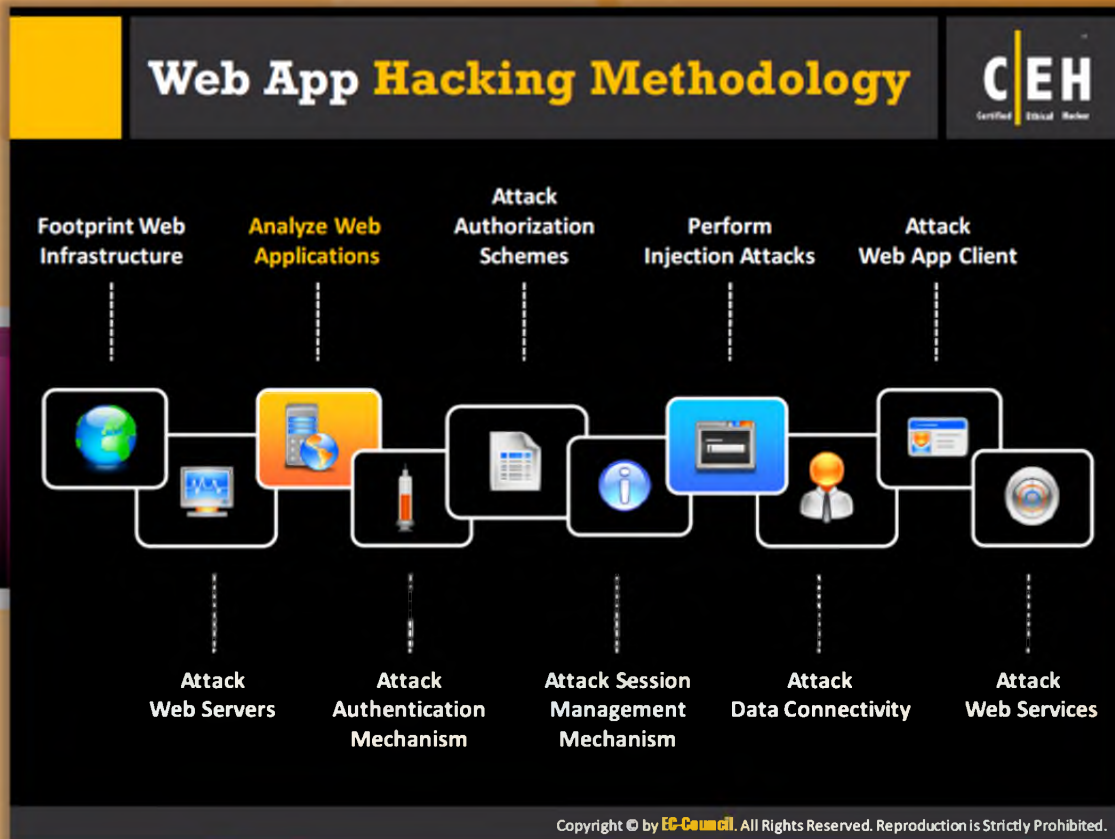 Web App Hacking Methodology
CEH
Certified Ethical Hacker
Footprint Web
Infrastructure
Analyze Web
Applications
Attack
Authorization
Schemes
Perform
Injection Attacks
Attack
Web App Client
Attack
Web Servers
Attack
Authentication
Mechanism
Attack Session
Management
Mechanism
Attack
Data Connectivity
Attack
Web Services
Copyright © by EC-Council. All Rights Reserved. Reproduction is Strictly Prohibited.